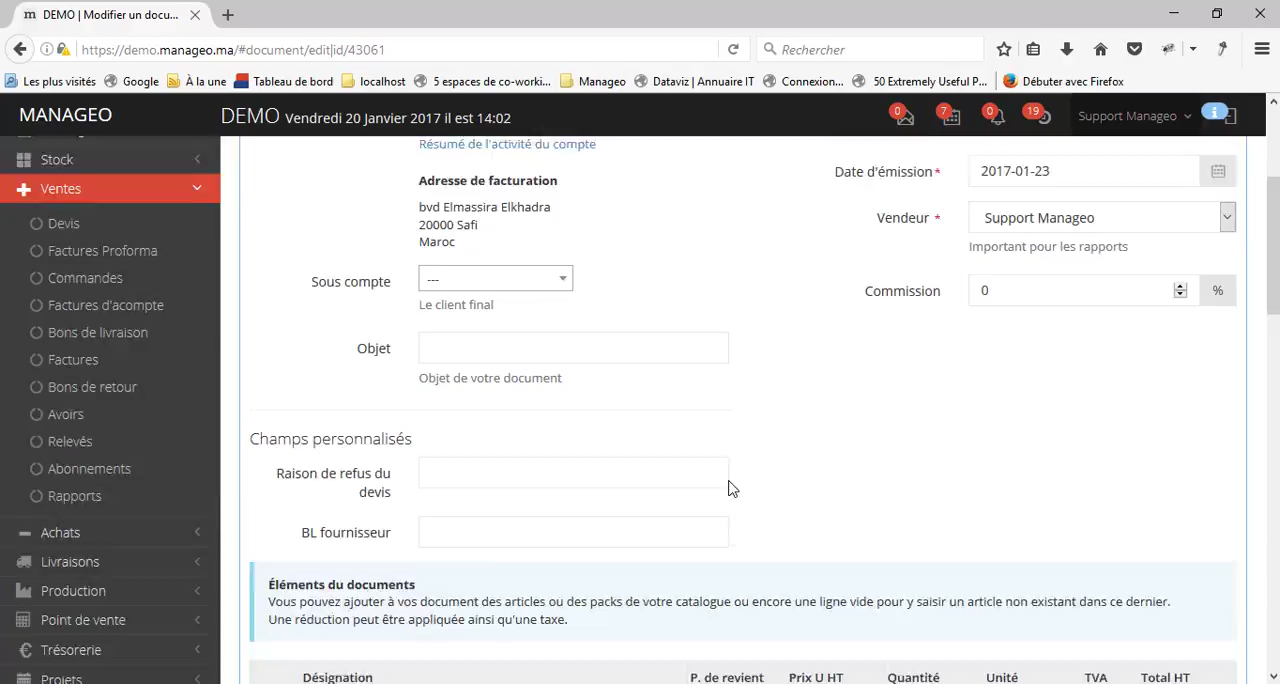 m DEMO | Modifier un docu...
https://demo.manageo.ma/#document/edit|id/43061
Rechercher
Les plus visités
Google
À la une
Tableau de bord
localhost
5 espaces de co-worki...
Manageo
Dataviz | Annuaire IT
Connexion...
50 Extremely Useful P...
Débuter avec Firefox
MANAGEO
DEMO Vendredi 20 Janvier 2017 il est 14:02
0
7
0
19
Support Manageo
Stock
Ventes
Devis
Factures Proforma
Commandes
Factures d'acompte
Bons de livraison
Factures
Bons de retour
Avoirs
Relevés
Abonnements
Rapports
Achats
Livraisons
Production
Point de vente
Trésorerie
Projets
Résumé de l'activité du compte
Adresse de facturation
bvd Elmassira Elkhadra
20000 Safi
Maroc
Sous compte
---
Le client final
Objet
Objet de votre document
Date d'émission*
2017-01-23
Vendeur *
Support Manageo
Important pour les rapports
Commission
0
%
Champs personnalisés
Raison de refus du
devis
BL fournisseur
Éléments du documents
Vous pouvez ajouter à vos document des articles ou des packs de votre catalogue ou encore une ligne vide pour y saisir un article non existant dans ce dernier.
Une réduction peut être appliquée ainsi qu'une taxe.
Désignation P. de revient Prix U HT Quantité Unité TVA Total HT